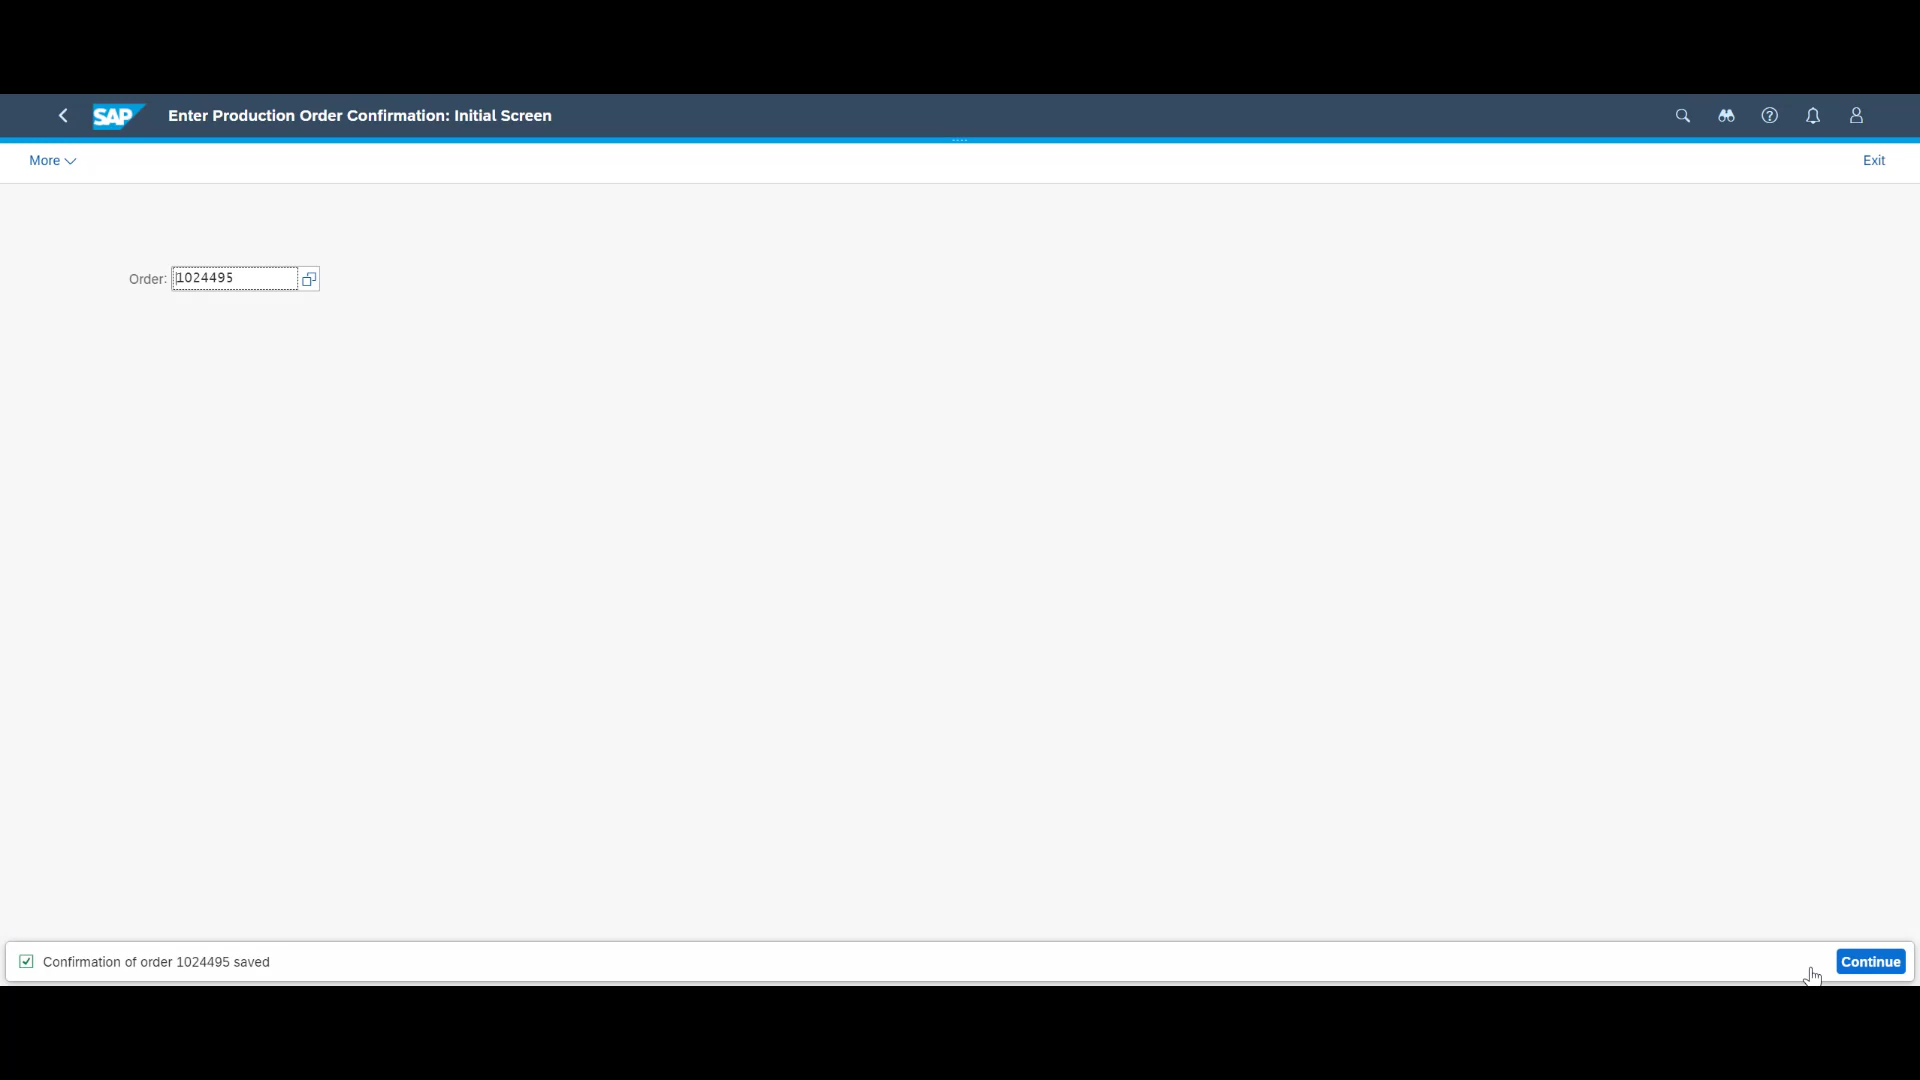 SAP Enter Production Order Confirmation: Initial Screen
More Exit
Order: 1024495
Confirmation of order 1024495 saved Continue